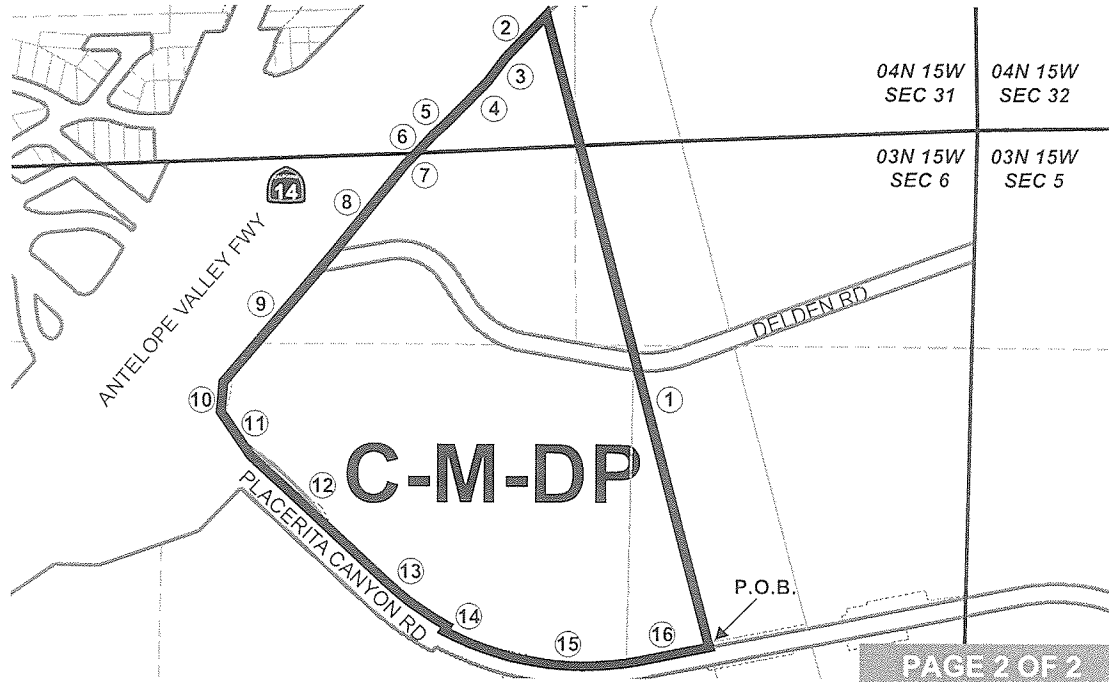 2
3
4
5
6
7
04N 15W
SEC 31
04N 15W
SEC 32
03N 15W
SEC 6
03N 15W
SEC 5
14
8
9
ANTELOPE VALLEY FWY
DELDEN RD
10
11
1
C-M-DP
12
PLACERITA CANYON RD
13
14
15
16
P.O.B.
PAGE 2 OF 2